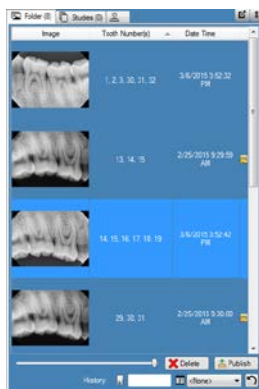 Folder (8) Studies (0)
Image Tooth Number(s) Date Time
1, 2, 3, 30, 31, 32
3/6/2015 3:52:32
PM
13, 14, 15
2/25/2015 9:29:59
AM
14, 15, 16, 17, 18, 19
3/6/2015 3:52:42
PM
29, 30, 31
2/25/2015 9:30:00
AM
Delete Publish
History <None>